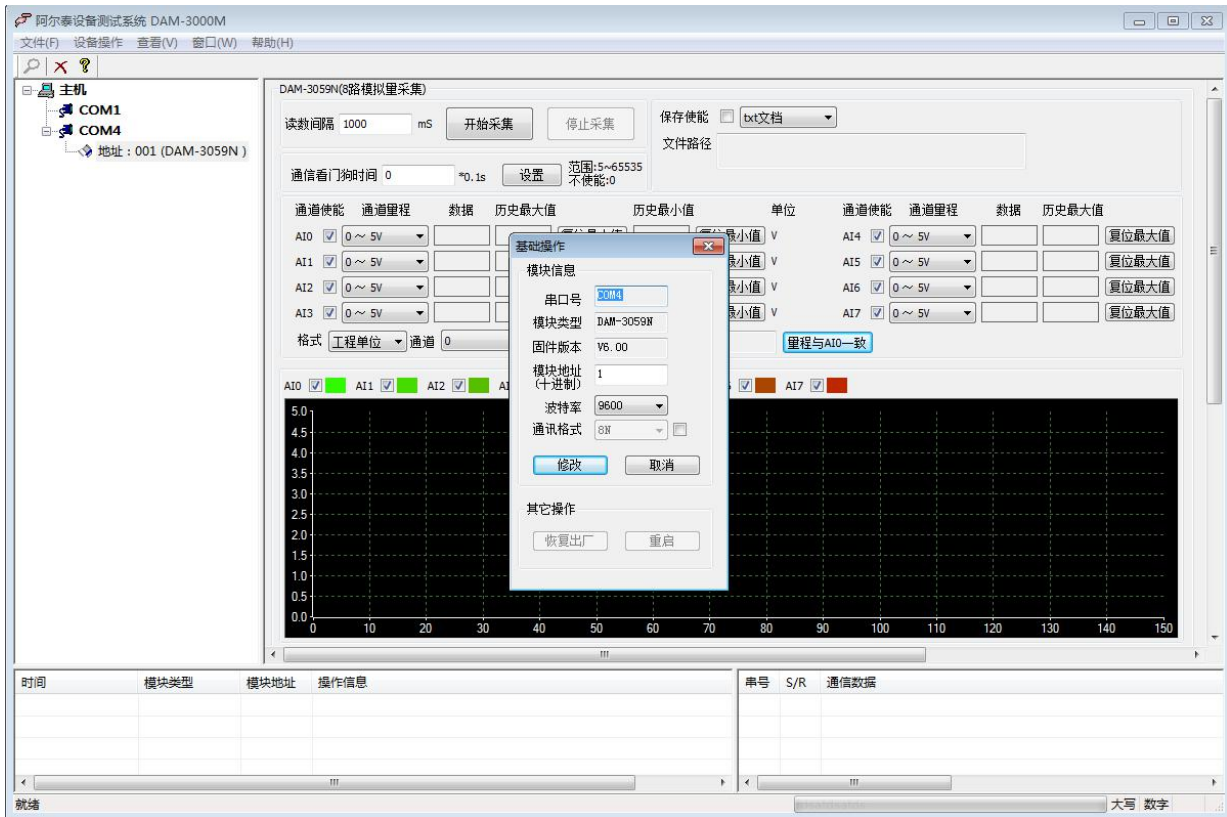 阿尔泰设备测试系统 DAM-3000M
文件(F) 设备操作 查看(V) 窗口(W) 帮助(H)
主机
COM1
COM4
地址：001 (DAM-3059N )
DAM-3059N(8路模拟量采集)
读数间隔 1000 mS 开始采集 停止采集
保存使能 txt文档
文件路径
通信看门狗时间 0 *0.1s 设置 范围:5~65535
不使能:0
通道使能 通道里程 数据 历史最大值 历史最小值 单位 通道使能 通道里程 数据 历史最大值
AI0 0～ 5V 最小值 V AI4 0～ 5V 复位最大值
AI1 0～ 5V 最小值 V AI5 0～ 5V 复位最大值
AI2 0～ 5V 最小值 V AI6 0～ 5V 复位最大值
AI3 0～ 5V 最小值 V AI7 0～ 5V 复位最大值
格式 工程单位 通道 0 里程与AI0一致
AI0 AI1 AI2 AI7
5.0
4.5
4.0
3.5
3.0
2.5
2.0
1.5
1.0
0.5
0.0
0 10 20 30 40 50 60 70 80 90 100 110 120 130 140 150
基础操作
模块信息
串口号 COM4
模块类型 DAM-3059N
固件版本 V6.00
模块地址 1
(十进制)
波特率 9600
通讯格式 8N
修改 取消
其它操作
恢复出厂 重启
时间 模块类型 模块地址 操作信息
串号 S/R 通信数据
就绪 大写 数字